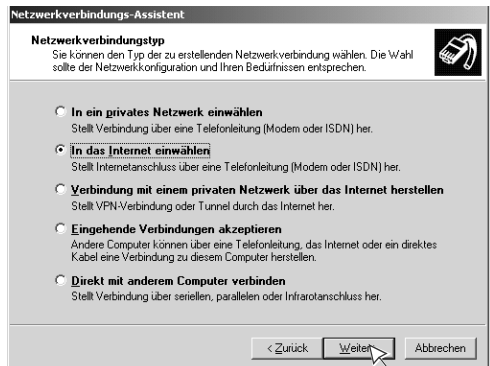 Netzwerkverbindungs-Assistent
Netzwerkverbindungstyp
Sie können den Typ der zu erstellenden Netzwerkverbindung wählen. Die Wahl
sollte der Netzwerkkonfiguration und Ihren Bedürfnissen entsprechen.
In ein privates Netzwerk einwählen
Stellt Verbindung über eine Telefonleitung (Modem oder ISDN) her.
In das Internet einwählen
Stellt Internetanschluss über eine Telefonleitung (Modem oder ISDN) her.
Verbindung mit einem privaten Netzwerk über das Internet herstellen
Stellt VPN-Verbindung oder Tunnel durch das Internet her.
Eingehende Verbindungen akzeptieren
Andere Computer können über eine Telefonleitung, das Internet oder ein direktes
Kabel eine Verbindung zu diesem Computer herstellen.
Direkt mit anderem Computer verbinden
Stellt Verbindung über seriellen, parallelen oder Infrarotanschluss her.
< Zurück Weiter > Abbrechen